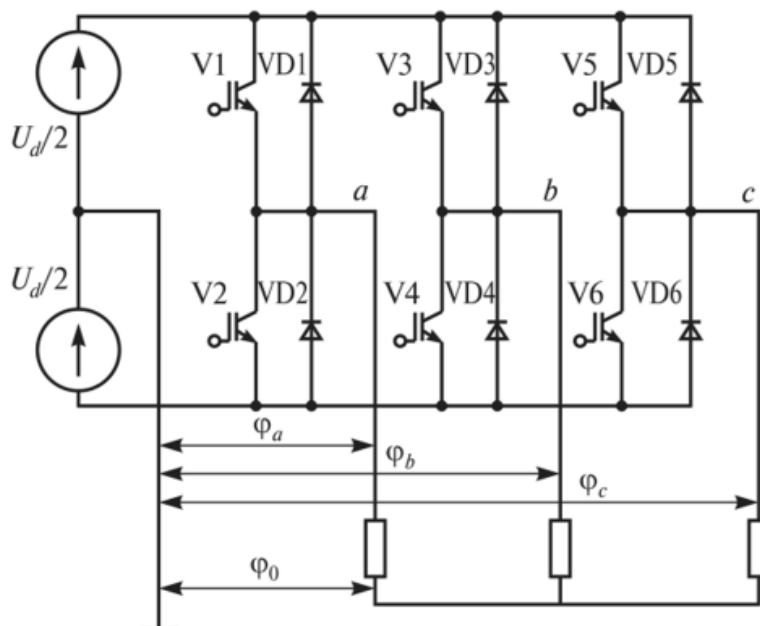 V1 VD1 V3 VD3 V5 VD5
U_d/2
a b c
U_d/2
V2 VD2 V4 VD4 V6 VD6
φ_a
φ_b
φ_c
φ_0